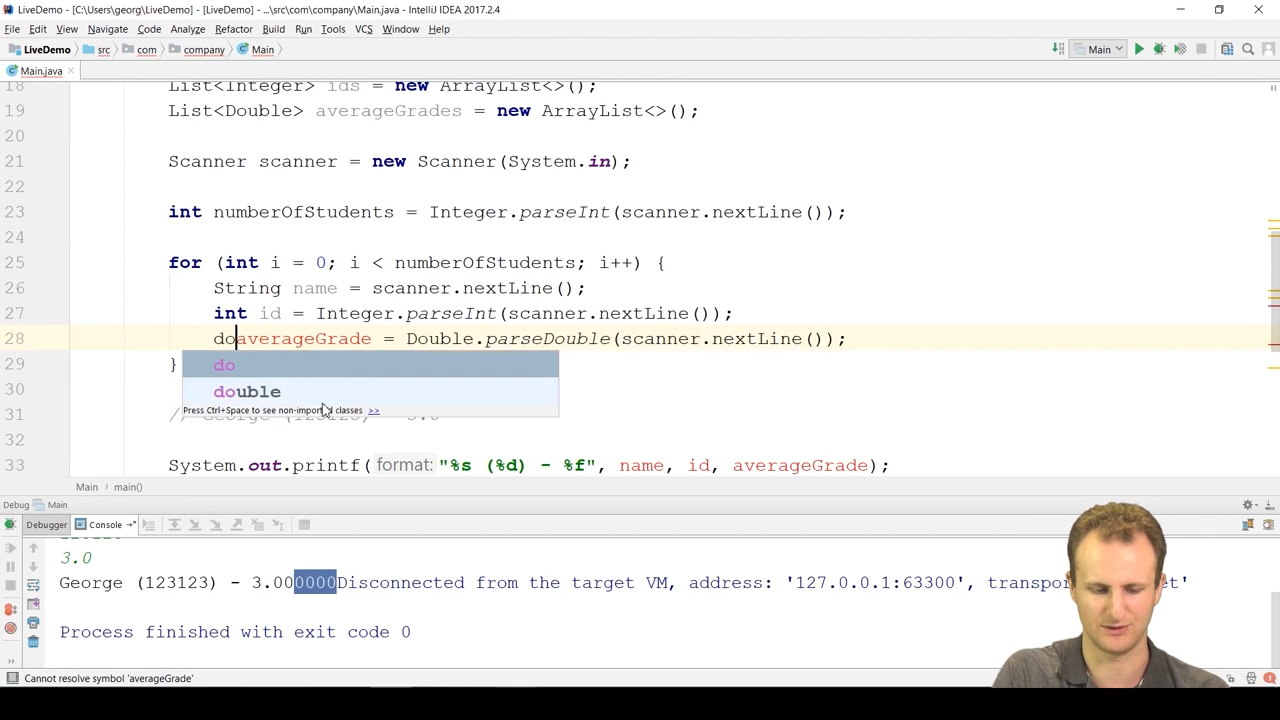 LiveDemo - [C:\Users\georg\LiveDemo] - [LiveDemo] - ...\src\com\company\Main.java - IntelliJ IDEA 2017.2.4
File Edit View Navigate Code Analyze Refactor Build Run Tools VCS Window Help
LiveDemo src com company Main Main
Main.java
18 List<Integer> ids = new ArrayList<>();
19 List<Double> averageGrades = new ArrayList<>();
20
21 Scanner scanner = new Scanner(System.in);
22
23 int numberOfStudents = Integer.parseInt(scanner.nextLine());
24
25 for (int i = 0; i < numberOfStudents; i++) {
26 String name = scanner.nextLine();
27 int id = Integer.parseInt(scanner.nextLine());
28 doaverageGrade = Double.parseDouble(scanner.nextLine());
29 }
do
30
double
Press Ctrl+Space to see non-imported classes >>
31 //
32
33 System.out.printf( format: "%s (%d) - %f", name, id, averageGrade);
Main main()
Debug Main
Debugger Console
3.0
George (123123) - 3.000000Disconnected from the target VM, address: '127.0.0.1:63300',
Process finished with exit code 0
Cannot resolve symbol 'averageGrade'